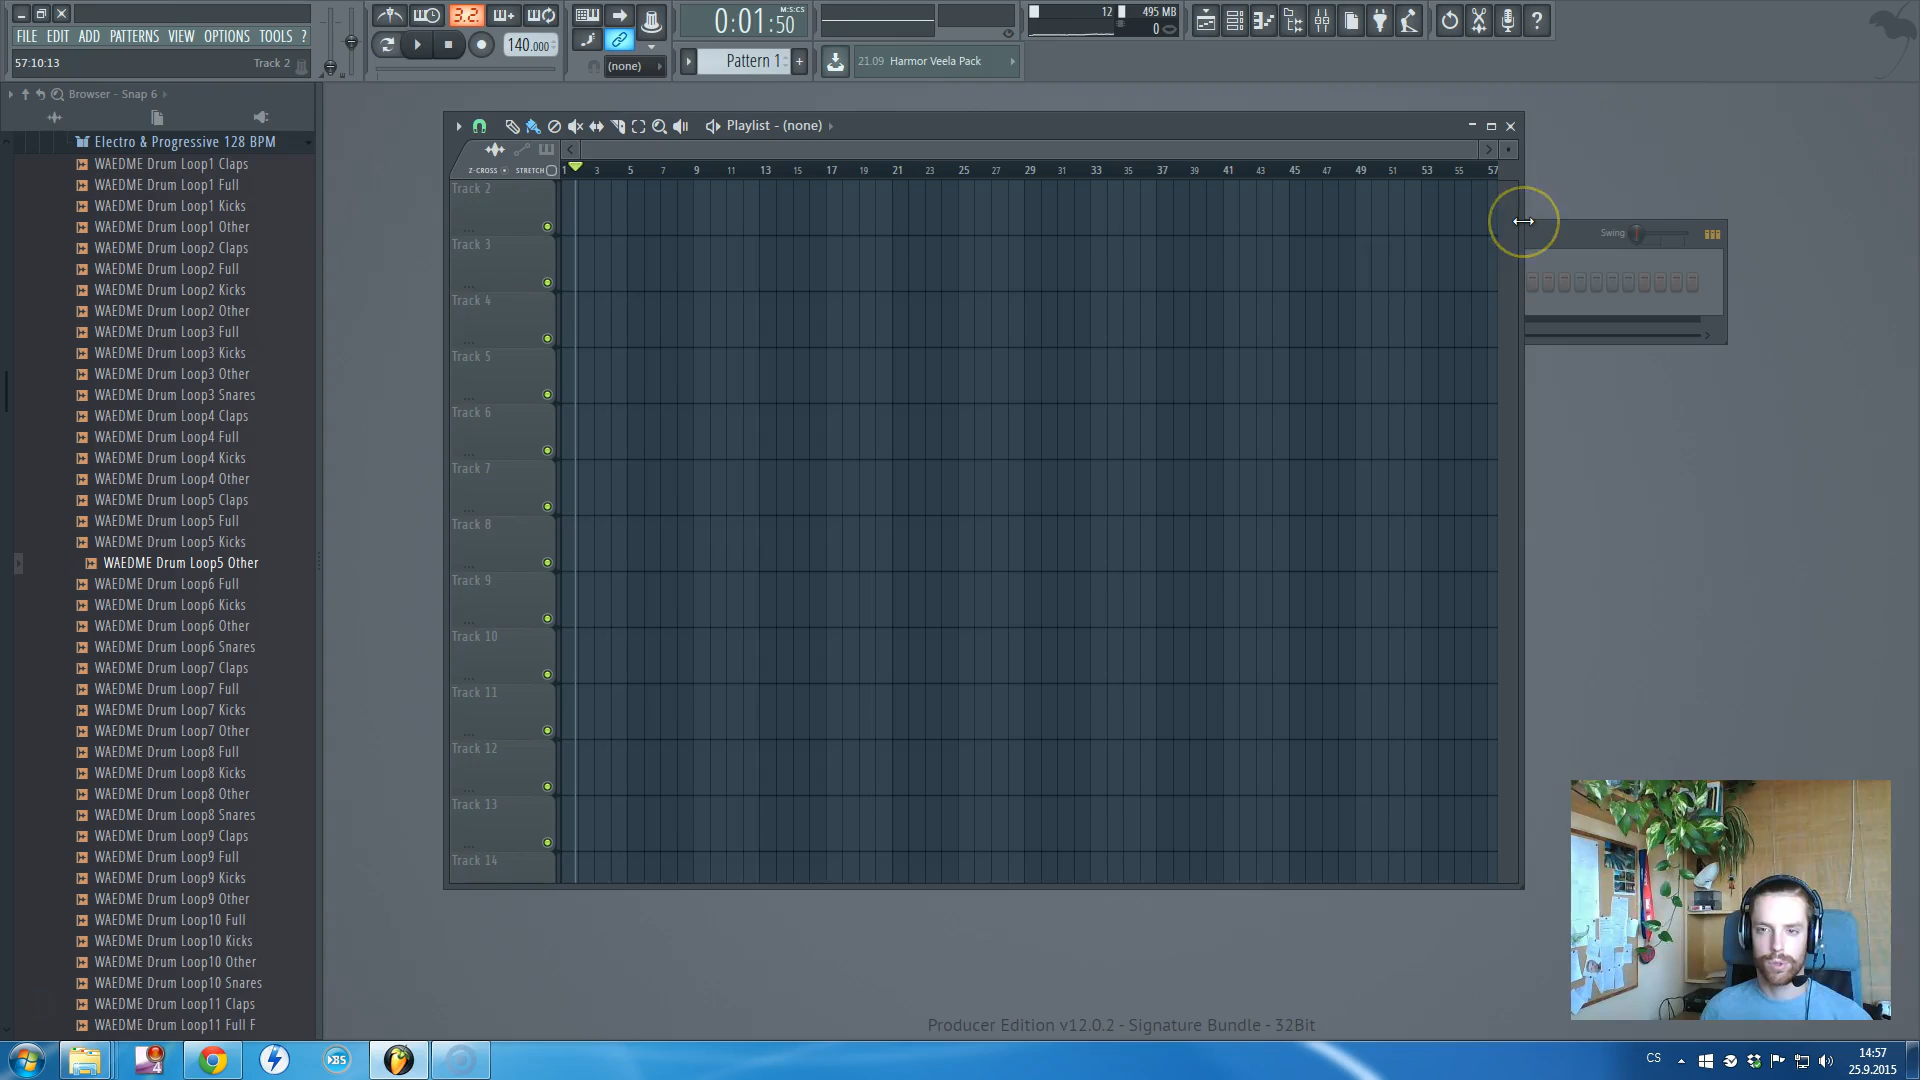 0:01:50
M:S:CS
3.2
12
495 MB
0
FILE EDIT ADD PATTERNS VIEW OPTIONS TOOLS ?
140.000
57:10:13
Track 2
(none)
Pattern 1
21.09 Harmor Veela Pack
Browser - Snap 6
Electro & Progressive 128 BPM
WAEDME Drum Loop1 Claps
WAEDME Drum Loop1 Full
WAEDME Drum Loop1 Kicks
WAEDME Drum Loop1 Other
WAEDME Drum Loop2 Claps
WAEDME Drum Loop2 Full
WAEDME Drum Loop2 Kicks
WAEDME Drum Loop2 Other
WAEDME Drum Loop3 Full
WAEDME Drum Loop3 Kicks
WAEDME Drum Loop3 Other
WAEDME Drum Loop3 Snares
WAEDME Drum Loop4 Claps
WAEDME Drum Loop4 Full
WAEDME Drum Loop4 Kicks
WAEDME Drum Loop4 Other
WAEDME Drum Loop5 Claps
WAEDME Drum Loop5 Full
WAEDME Drum Loop5 Kicks
WAEDME Drum Loop5 Other
WAEDME Drum Loop6 Full
WAEDME Drum Loop6 Kicks
WAEDME Drum Loop6 Other
WAEDME Drum Loop6 Snares
WAEDME Drum Loop7 Claps
WAEDME Drum Loop7 Full
WAEDME Drum Loop7 Kicks
WAEDME Drum Loop7 Other
WAEDME Drum Loop8 Full
WAEDME Drum Loop8 Kicks
WAEDME Drum Loop8 Other
WAEDME Drum Loop8 Snares
WAEDME Drum Loop9 Claps
WAEDME Drum Loop9 Full
WAEDME Drum Loop9 Kicks
WAEDME Drum Loop9 Other
WAEDME Drum Loop10 Full
WAEDME Drum Loop10 Kicks
WAEDME Drum Loop10 Other
WAEDME Drum Loop10 Snares
WAEDME Drum Loop11 Claps
WAEDME Drum Loop11 Full F
Playlist - (none)
Z-CROSS STRETCH
1 3 5 7 9 11 13 15 17 19 21 23 25 27 29 31 33 35 37 39 41 43 45 47 49 51 53 55 57
Track 2
Track 3
Track 4
Track 5
Track 6
Track 7
Track 8
Track 9
Track 10
Track 11
Track 12
Track 13
Track 14
Swing
Producer Edition v12.0.2 - Signature Bundle - 32Bit
4
BS
CS
14:57
25.9.2015